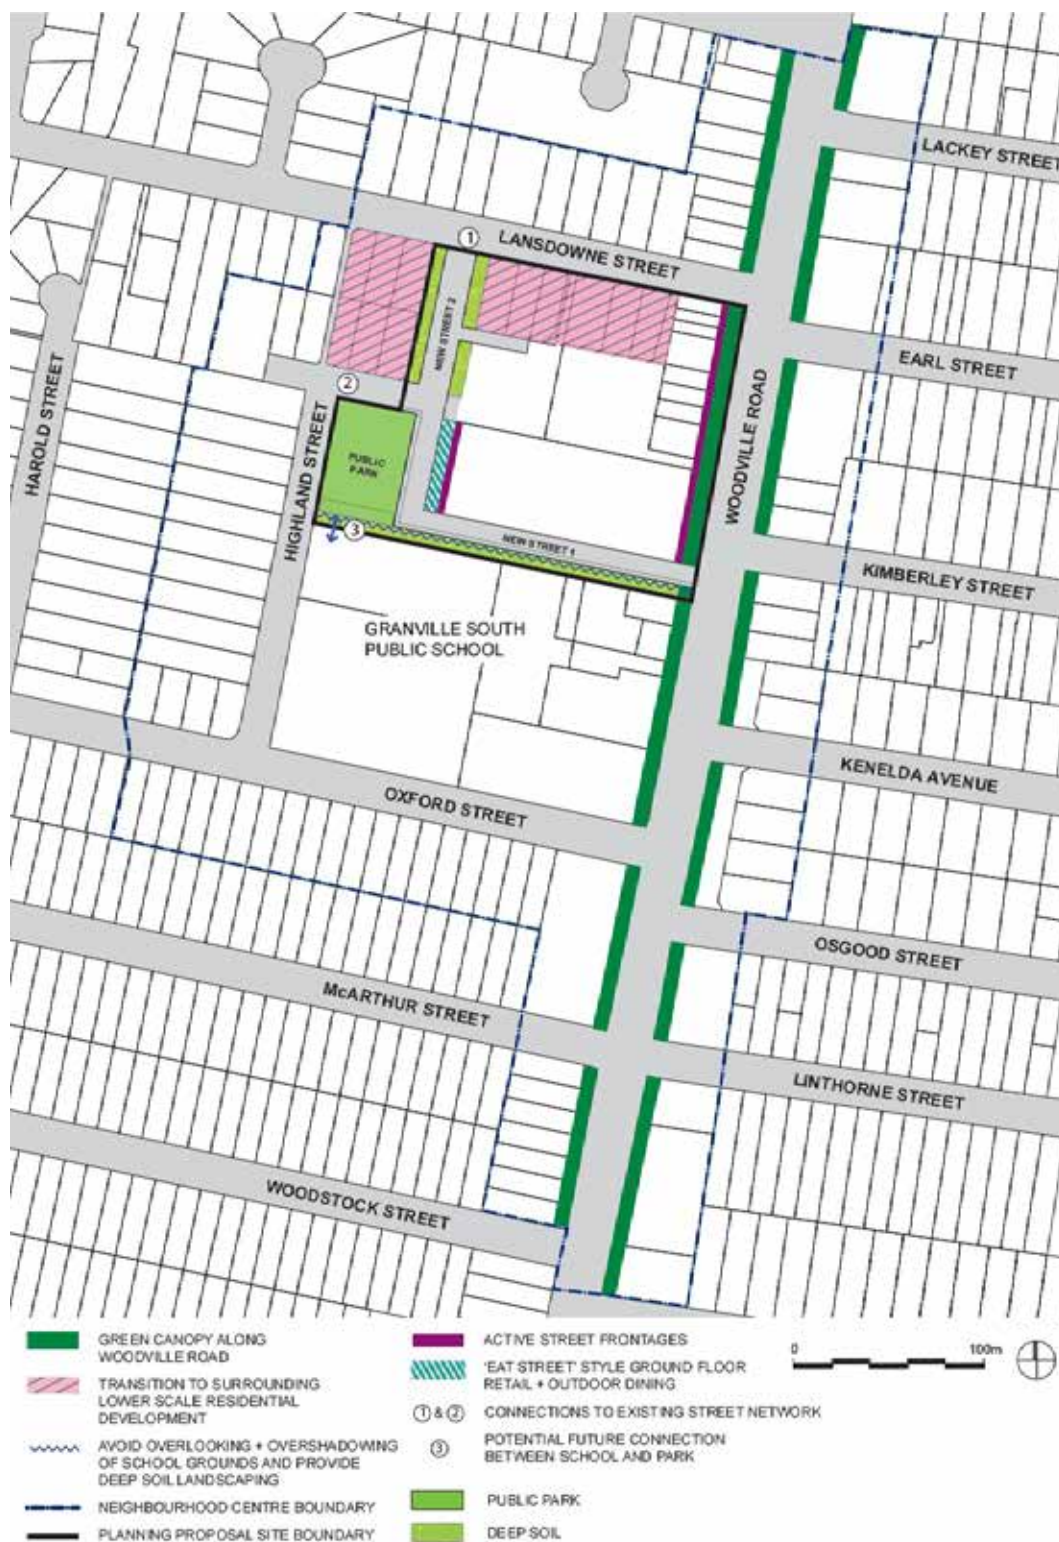 LACKEY STREET
1
LANSDOWNE STREET
NEW STREET 2
EARL STREET
HAROLD STREET
2
WOODVILLE ROAD
HIGHLAND STREET
PUBLIC
PARK
3
NEW STREET 1
KIMBERLEY STREET
GRANVILLE SOUTH
PUBLIC SCHOOL
KENELDA AVENUE
OXFORD STREET
OSGOOD STREET
McARTHUR STREET
LINTHORNE STREET
WOODSTOCK STREET
GREEN CANOPY ALONG
WOODVILLE ROAD
TRANSITION TO SURROUNDING
LOWER SCALE RESIDENTIAL
DEVELOPMENT
AVOID OVERLOOKING + OVERSHADOWING
OF SCHOOL GROUNDS AND PROVIDE
DEEP SOIL LANDSCAPING
NEIGHBOURHOOD CENTRE BOUNDARY
PLANNING PROPOSAL SITE BOUNDARY
ACTIVE STREET FRONTAGES
'EAT STREET' STYLE GROUND FLOOR
RETAIL + OUTDOOR DINING
1 & 2 CONNECTIONS TO EXISTING STREET NETWORK
3 POTENTIAL FUTURE CONNECTION
BETWEEN SCHOOL AND PARK
PUBLIC PARK
DEEP SOIL
0 100m